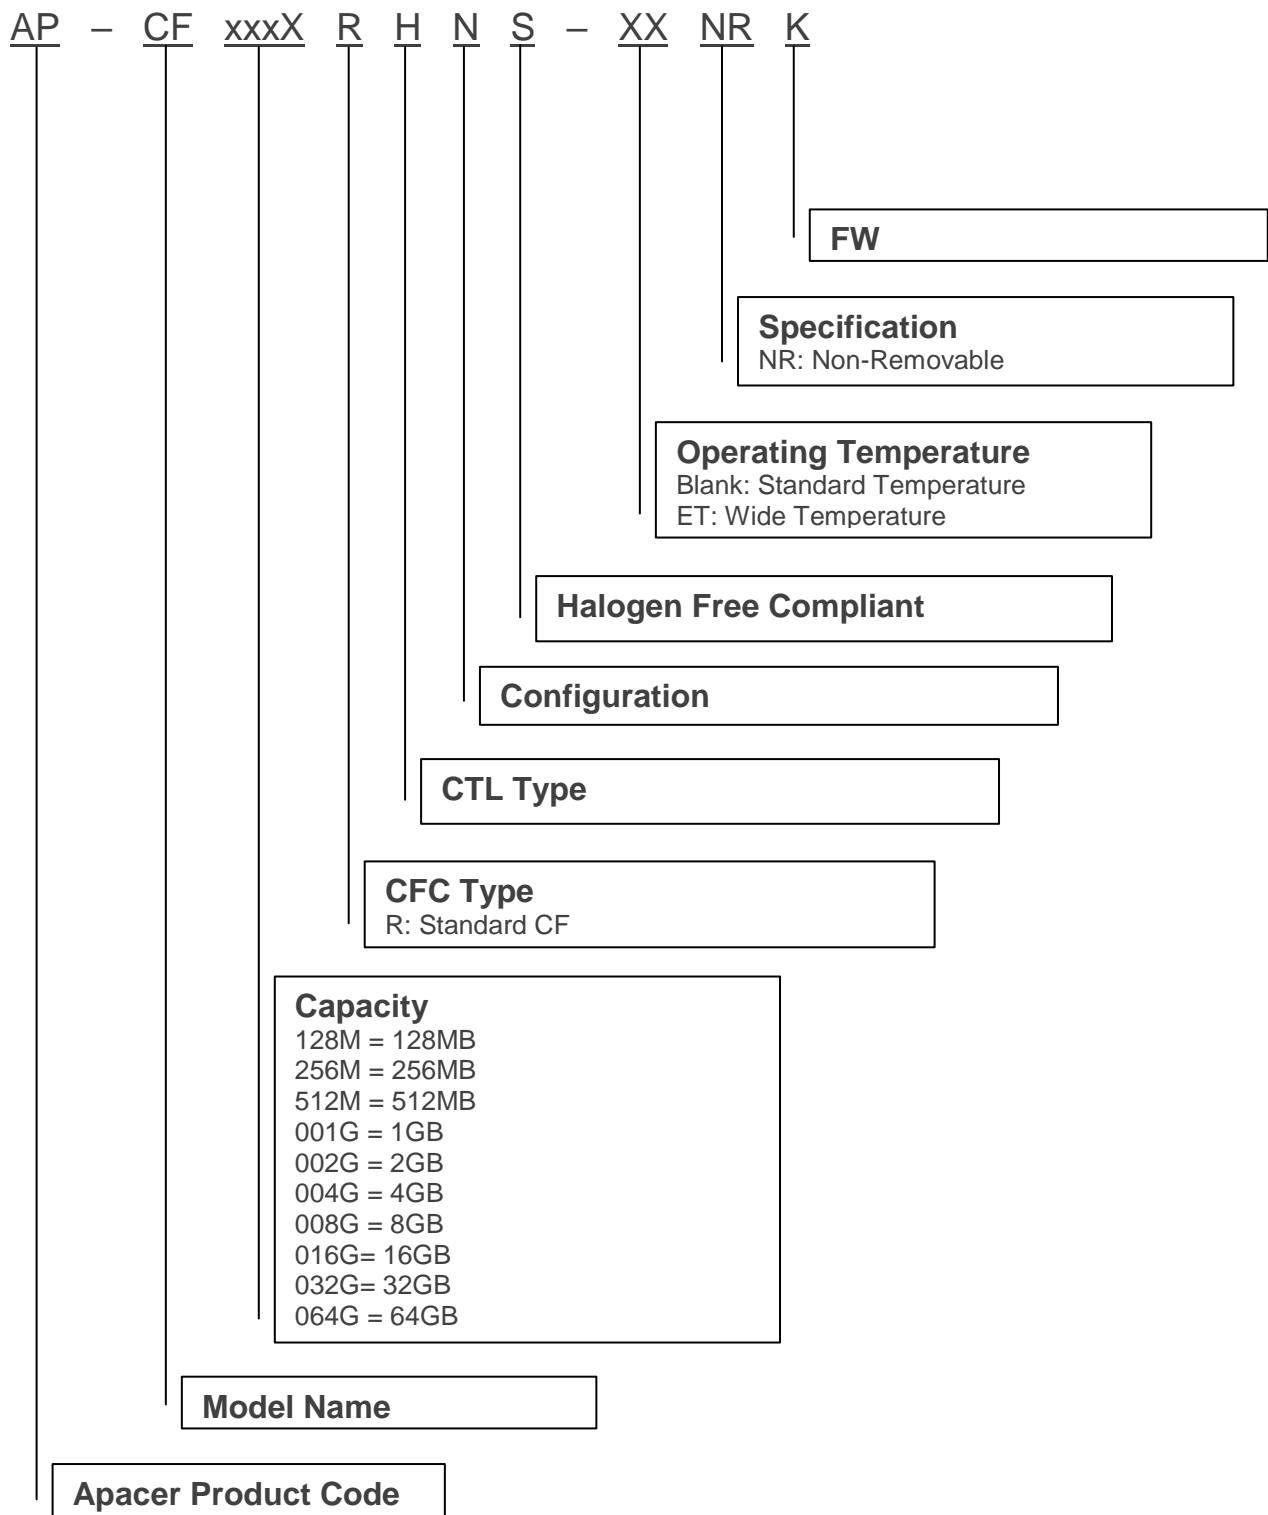 AP – CF xxxX R H N S – XX NR K
FW
Specification
NR: Non-Removable
Operating Temperature
Blank: Standard Temperature
ET: Wide Temperature
Halogen Free Compliant
Configuration
CTL Type
CFC Type
R: Standard CF
Capacity
128M = 128MB
256M = 256MB
512M = 512MB
001G = 1GB
002G = 2GB
004G = 4GB
008G = 8GB
016G= 16GB
032G= 32GB
064G = 64GB
Model Name
Apacer Product Code